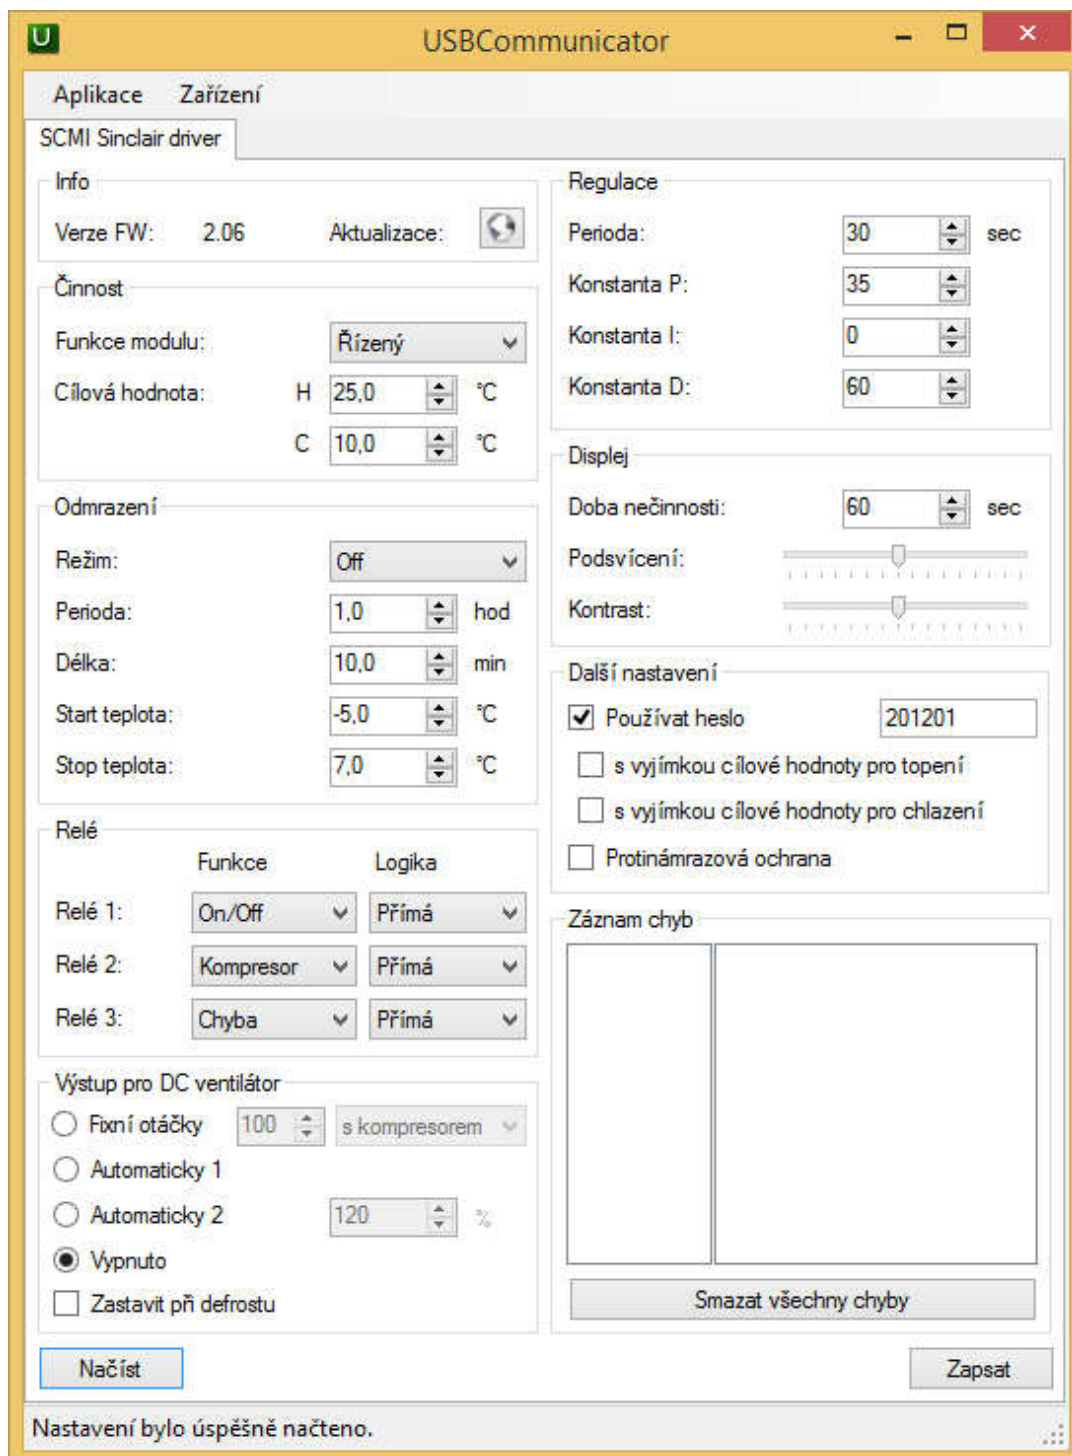 U
USBCommunicator
Aplikace Zařízení
SCMI Sinclair driver
Info
Verze FW: 2.06 Aktualizace:
Činnost
Funkce modulu: Řízený
Cílová hodnota: H 25,0 °C
C 10,0 °C
Odmrazení
Režim: Off
Perioda: 1,0 hod
Délka: 10,0 min
Start teplota: -5,0 °C
Stop teplota: 7,0 °C
Relé
Funkce Logika
Relé 1: On/Off Přímá
Relé 2: Kompresor Přímá
Relé 3: Chyba Přímá
Výstup pro DC ventilátor
Fixní otáčky 100 s kompresorem
Automaticky 1
Automaticky 2 120 %
Vypnuto
Zastavit při defrostu
Načíst
Regulace
Perioda: 30 sec
Konstanta P: 35
Konstanta I: 0
Konstanta D: 60
Displej
Doba nečinnosti: 60 sec
Podsvícení:
Kontrast:
Další nastavení
Používat heslo 201201
s vyjímkou cílové hodnoty pro topení
s vyjímkou cílové hodnoty pro chlazení
Protinámrazová ochrana
Záznam chyb
Smazat všechny chyby
Zapsat
Nastavení bylo úspěšně načteno.